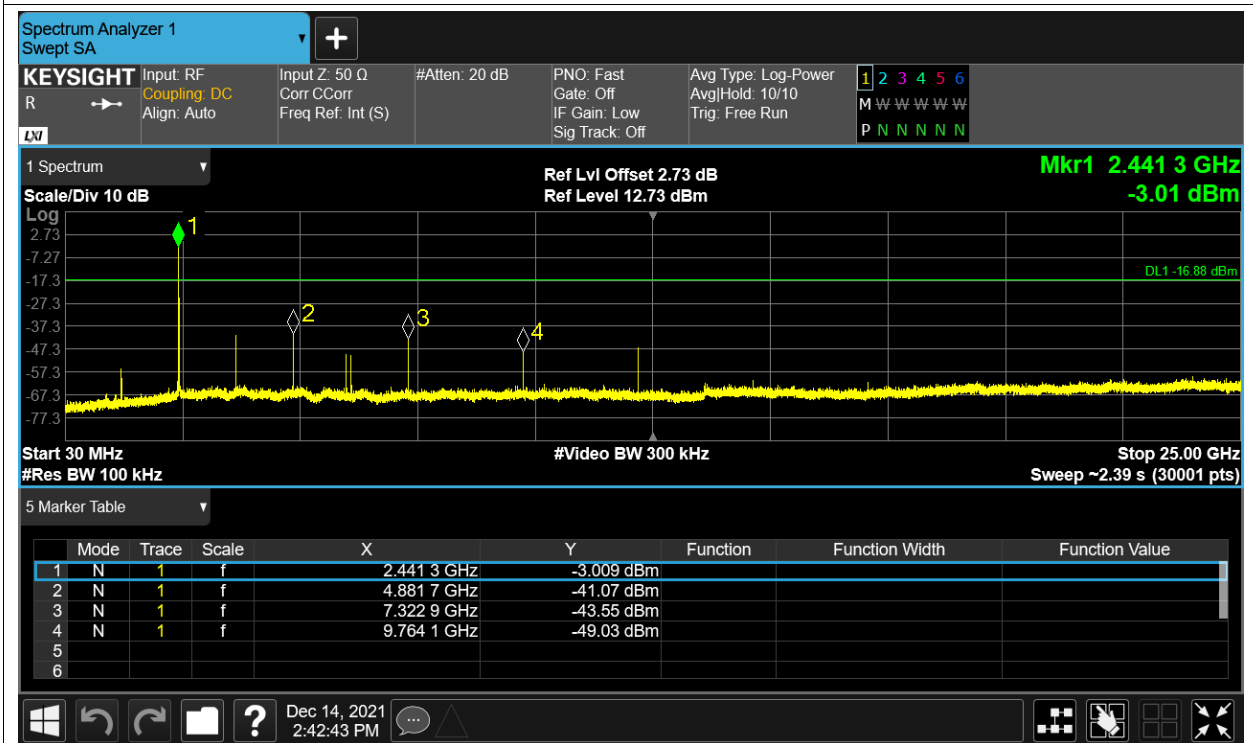 Spectrum Analyzer 1
Swept SA
KEYSIGHT
R
LXI
Input: RF
Coupling: DC
Align: Auto
Input Z: 50 Ω
Corr CCorr
Freq Ref: Int (S)
#Atten: 20 dB
PNO: Fast
Gate: Off
IF Gain: Low
Sig Track: Off
Avg Type: Log-Power
Avg|Hold: 10/10
Trig: Free Run
1 2 3 4 5 6
M W W W W W
P N N N N N
1 Spectrum
Scale/Div 10 dB
Ref Lvl Offset 2.73 dB
Ref Level 12.73 dBm
Mkr1 2.441 3 GHz
-3.01 dBm
Log
2.73
-7.27
-17.3
-27.3
-37.3
-47.3
-57.3
-67.3
-77.3
1
2
3
4
DL1 -16.88 dBm
Start 30 MHz
#Video BW 300 kHz
Stop 25.00 GHz
#Res BW 100 kHz
Sweep ~2.39 s (30001 pts)
5 Marker Table
Mode Trace Scale X Y Function Function Width Function Value
1 N 1 f 2.441 3 GHz -3.009 dBm
2 N 1 f 4.881 7 GHz -41.07 dBm
3 N 1 f 7.322 9 GHz -43.55 dBm
4 N 1 f 9.764 1 GHz -49.03 dBm
5
6
?
Dec 14, 2021
2:42:43 PM